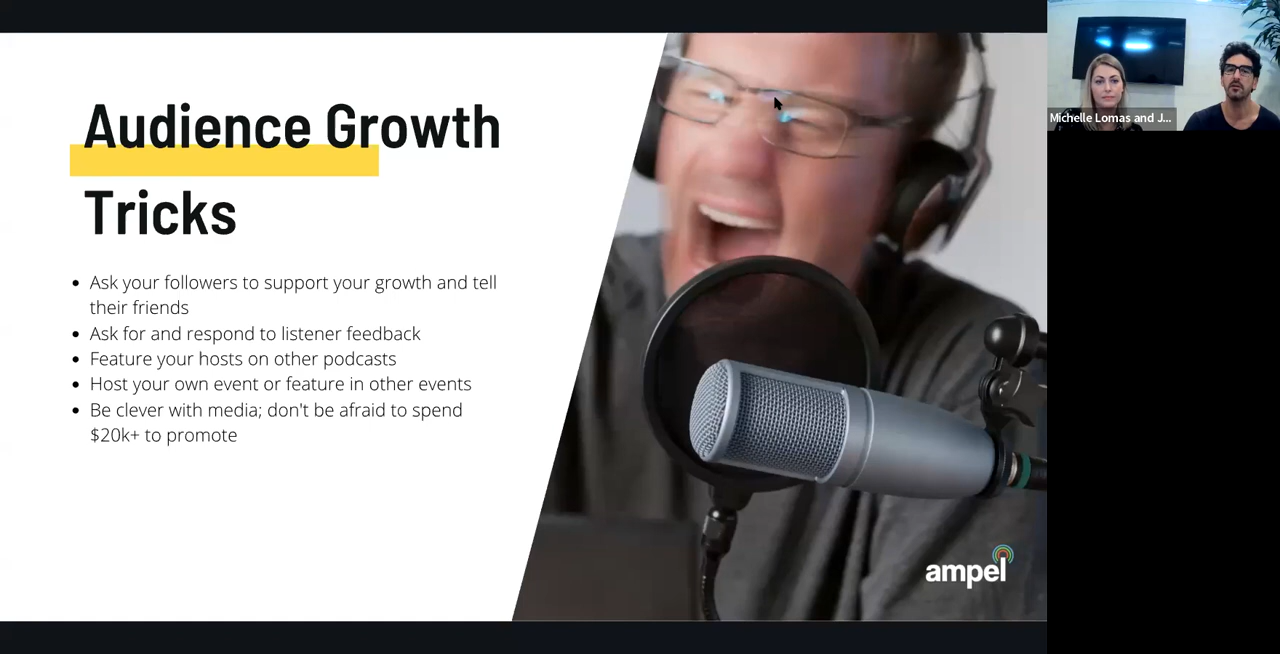 Audience Growth
Tricks
Ask your followers to support your growth and tell
their friends
Ask for and respond to listener feedback
Feature your hosts on other podcasts
Host your own event or feature in other events
Be clever with media; don't be afraid to spend
$20k+ to promote
ampel
Michelle Lomas and J...